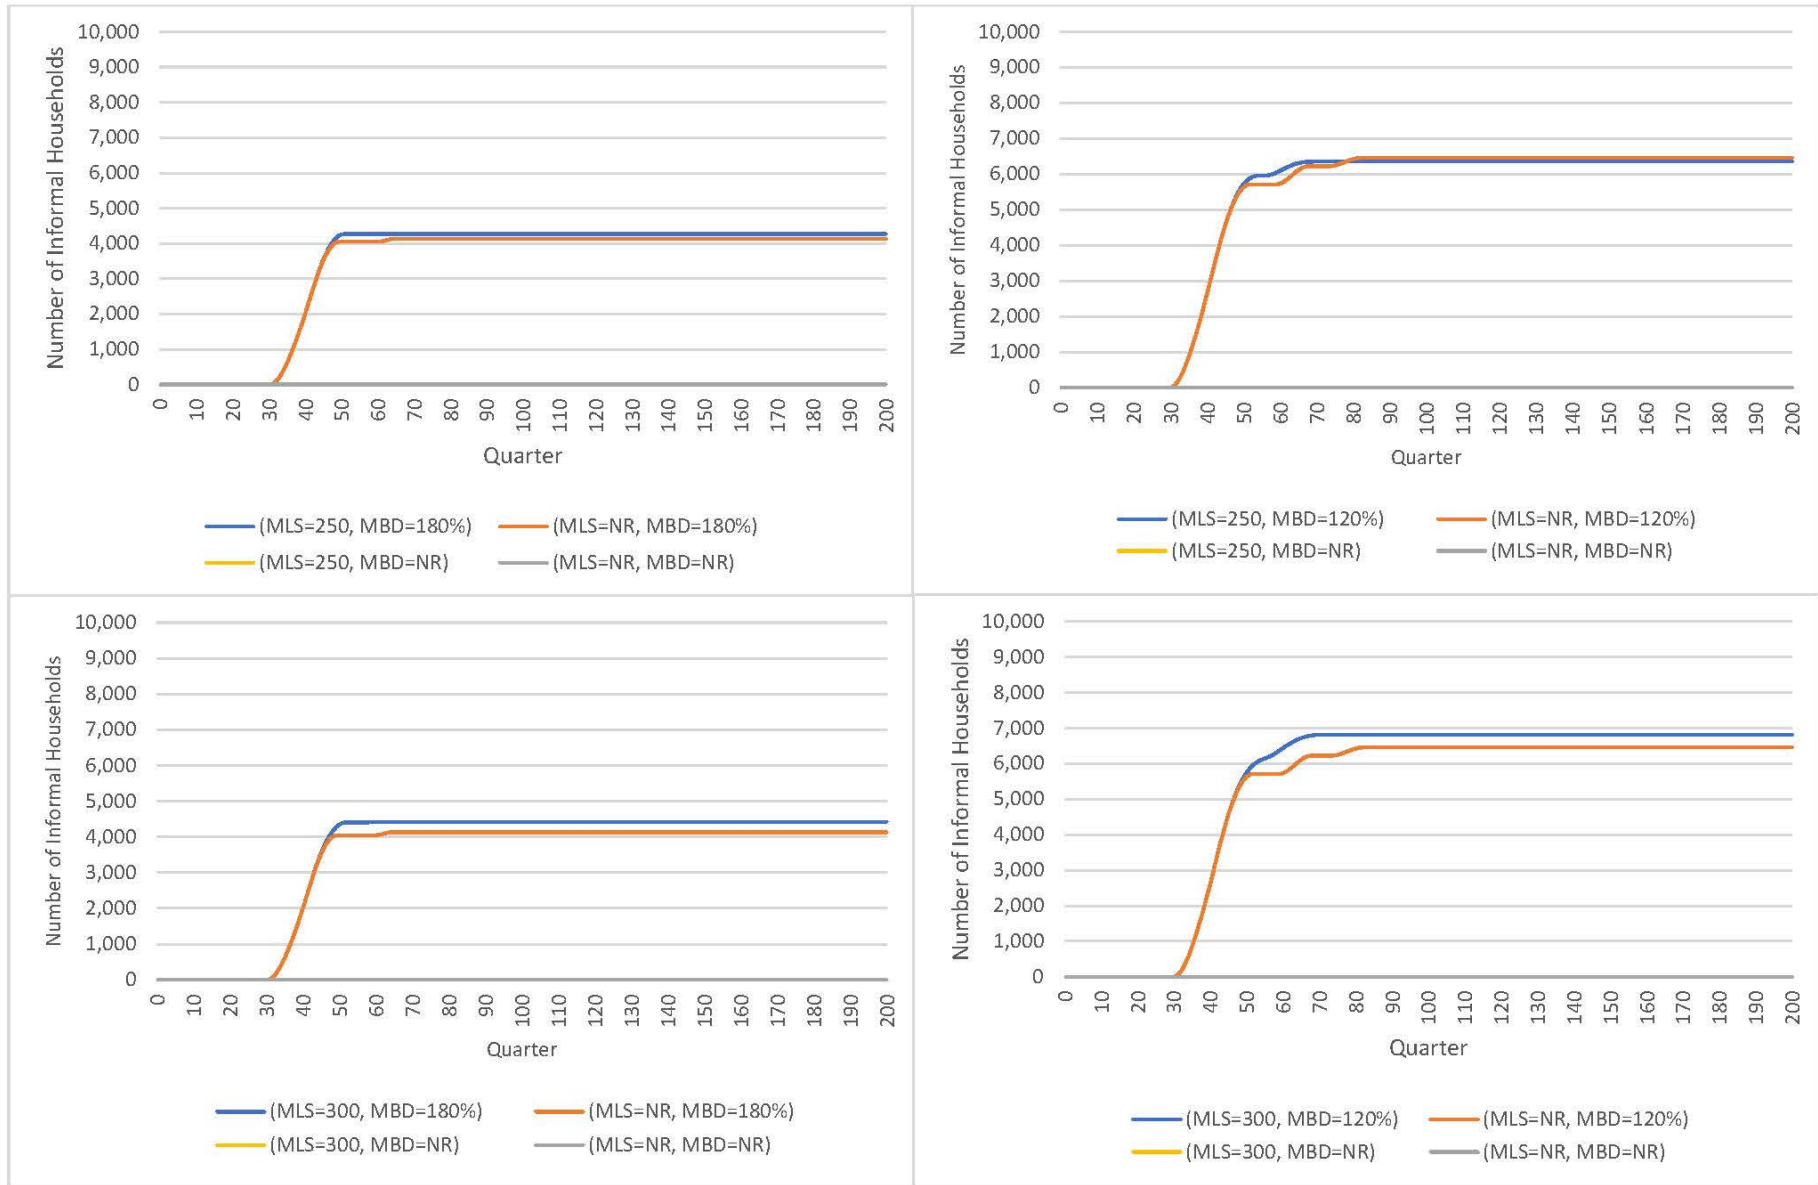 10,000
9,000
8,000
7,000
6,000
5,000
4,000
3,000
2,000
1,000
0
Number of Informal Households
0 10 20 30 40 50 60 70 80 90 100 110 120 130 140 150 160 170 180 190 200
Quarter
(MLS=250, MBD=180%) (MLS=NR, MBD=180%)
(MLS=250, MBD=NR) (MLS=NR, MBD=NR)
10,000
9,000
8,000
7,000
6,000
5,000
4,000
3,000
2,000
1,000
0
Number of Informal Households
0 10 20 30 40 50 60 70 80 90 100 110 120 130 140 150 160 170 180 190 200
Quarter
(MLS=250, MBD=120%) (MLS=NR, MBD=120%)
(MLS=250, MBD=NR) (MLS=NR, MBD=NR)
10,000
9,000
8,000
7,000
6,000
5,000
4,000
3,000
2,000
1,000
0
Number of Informal Households
0 10 20 30 40 50 60 70 80 90 100 110 120 130 140 150 160 170 180 190 200
Quarter
(MLS=300, MBD=180%) (MLS=NR, MBD=180%)
(MLS=300, MBD=NR) (MLS=NR, MBD=NR)
10,000
9,000
8,000
7,000
6,000
5,000
4,000
3,000
2,000
1,000
0
Number of Informal Households
0 10 20 30 40 50 60 70 80 90 100 110 120 130 140 150 160 170 180 190 200
Quarter
(MLS=300, MBD=120%) (MLS=NR, MBD=120%)
(MLS=300, MBD=NR) (MLS=NR, MBD=NR)